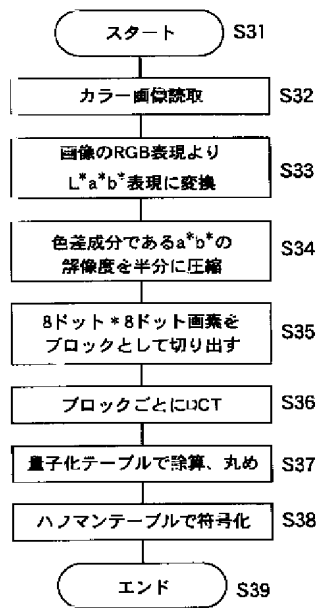 スタート S31
カラー画像読取 S32
画像のRGB表現より
L*a*b*表現に変換 S33
色差成分であるa*b*の
解像度を半分に圧縮 S34
8ドット*8ドット画素を
ブロックとして切り出す S35
ブロックごとにDCT S36
量子化テーブルで除算、丸め S37
ハフマンテーブルで符号化 S38
エンド S39